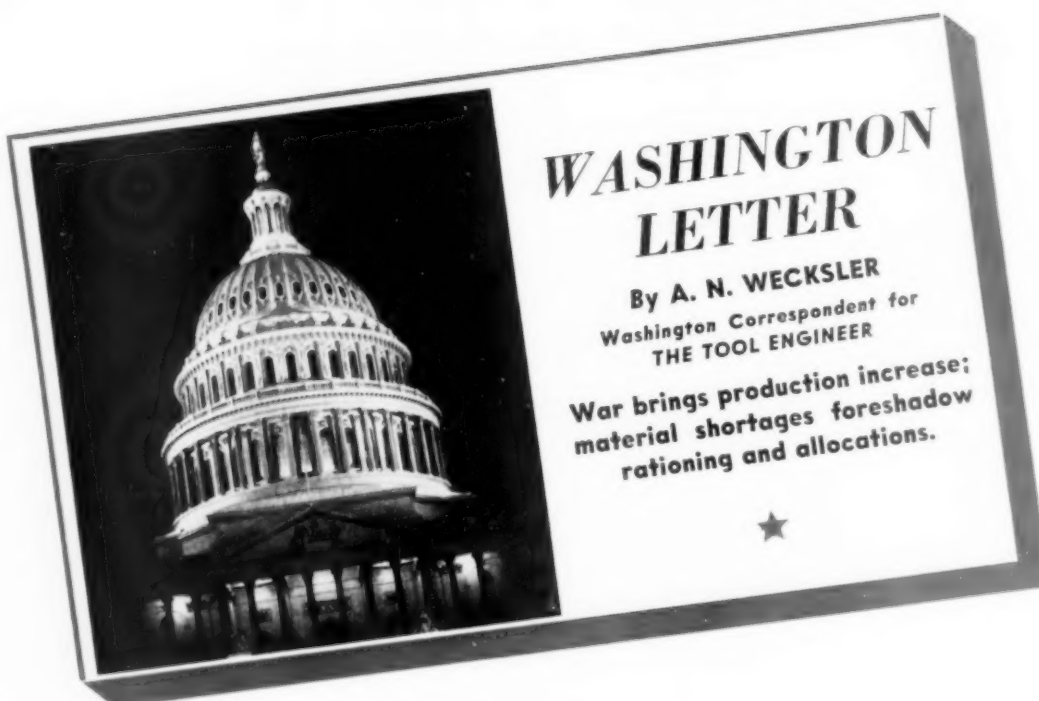 WASHINGTON
LETTER
By A. N. WECKSLER
Washington Correspondent for
THE TOOL ENGINEER
War brings production increase;
material shortages foreshadow
rationing and allocations.